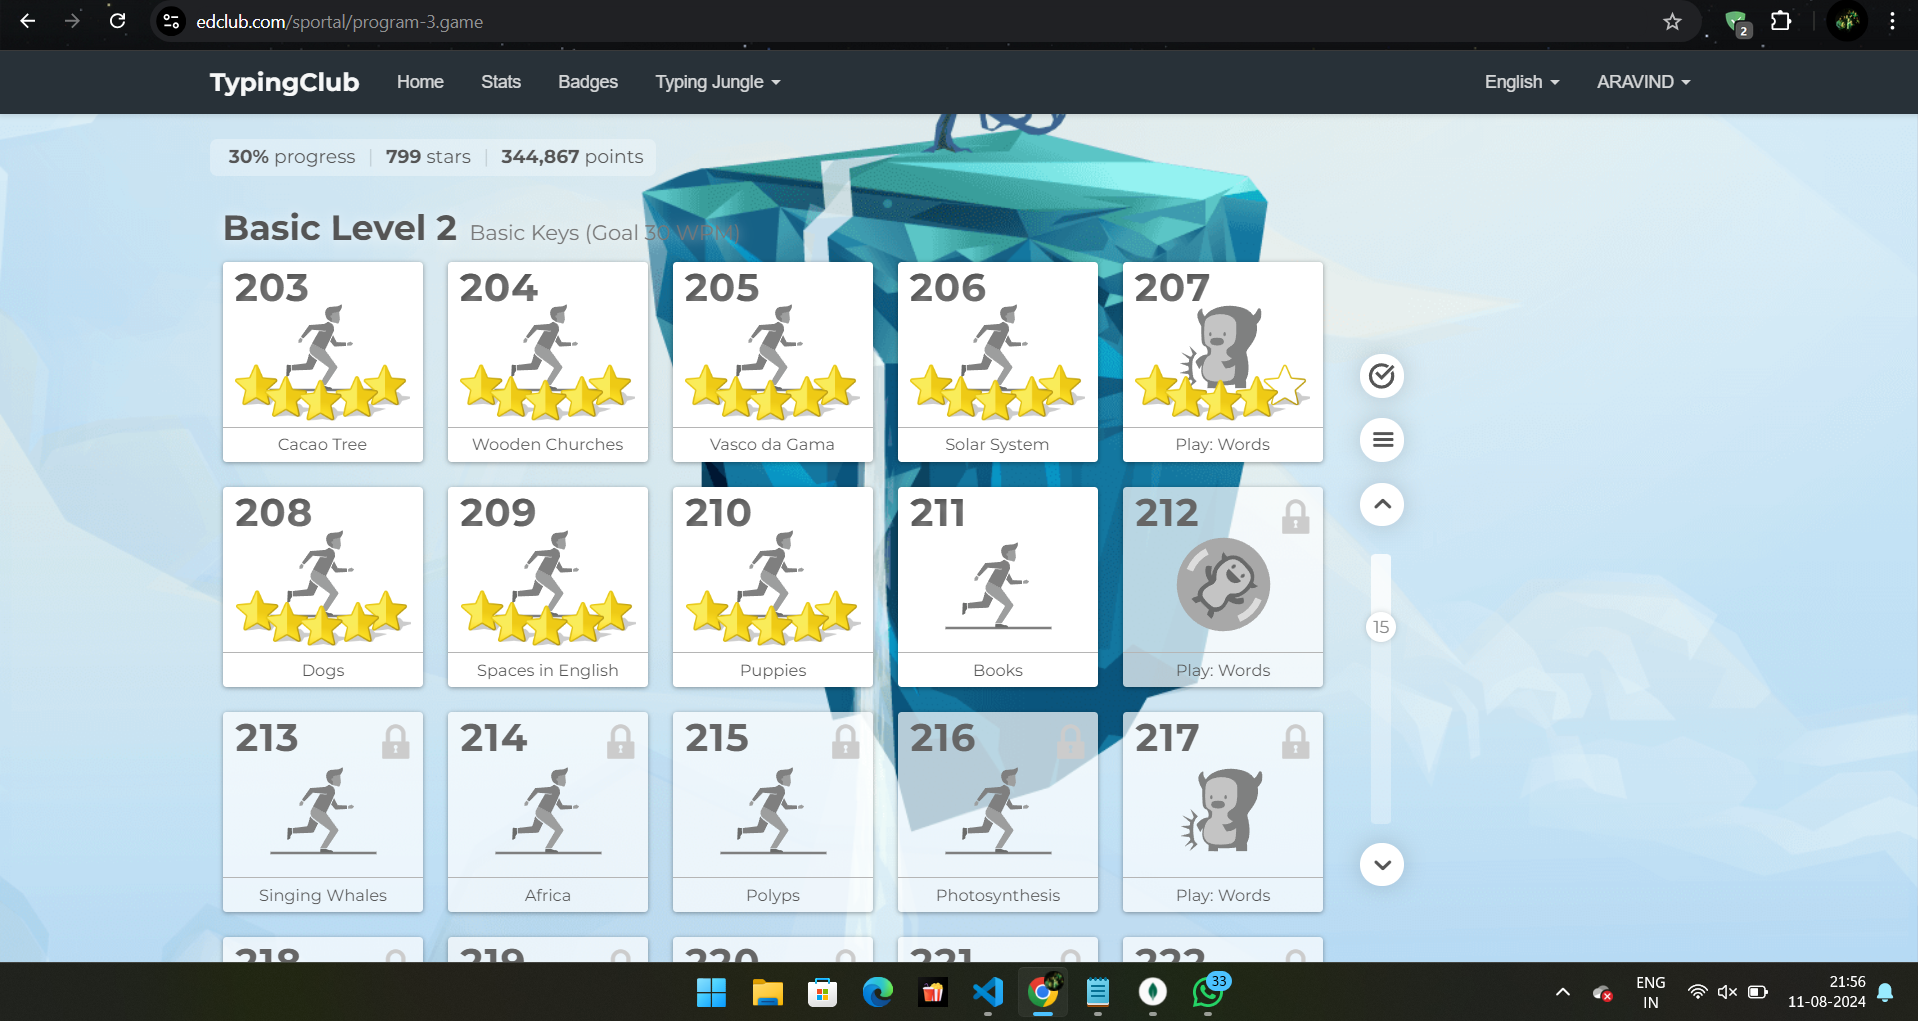 edclub.com/sportal/program-3.game
2
TypingClub Home Stats Badges Typing Jungle English ARAVIND
30% progress 799 stars 344,867 points
Basic Level 2 Basic Keys (Goal 30 WPM)
203 204 205 206 207
Cacao Tree Wooden Churches Vasco da Gama Solar System Play: Words
208 209 210 211 212
15
Dogs Spaces in English Puppies Books Play: Words
213 214 215 216 217
Singing Whales Africa Polyps Photosynthesis Play: Words
218 219 220 221 222
33
ENG 21:56
IN 11-08-2024